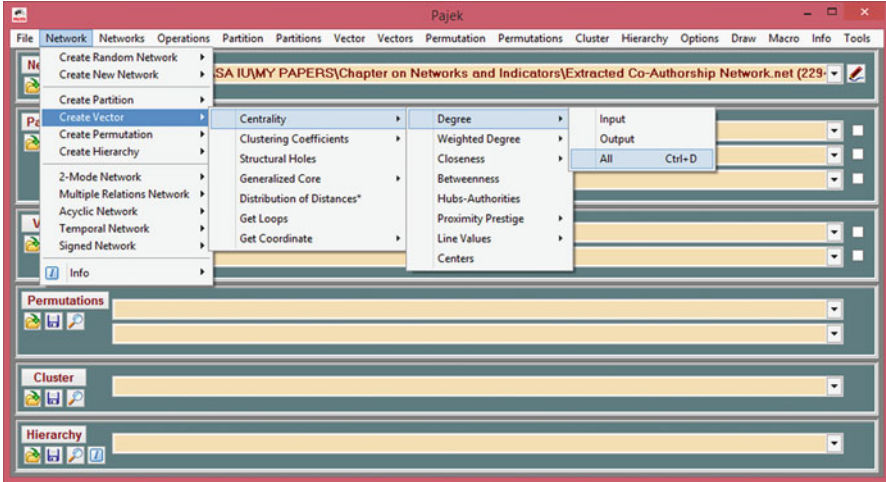 Pajek
File Network Networks Operations Partition Partitions Vector Vectors Permutation Permutations Cluster Hierarchy Options Draw Macro Info Tools
SA IU\MY PAPERS\Chapter on Networks and Indicators\Extracted Co-Authorship Network.net (229-
Create Random Network
Create New Network
Create Partition
Create Vector
Create Permutation
Create Hierarchy
2-Mode Network
Multiple Relations Network
Acyclic Network
Temporal Network
Signed Network
Info
Centrality
Clustering Coefficients
Structural Holes
Generalized Core
Distribution of Distances*
Get Loops
Get Coordinate
Degree
Weighted Degree
Closeness
Betweenness
Hubs-Authorities
Proximity Prestige
Line Values
Centers
Input
Output
All Ctrl+D
Ne
Pa
V
Permutations
Cluster
Hierarchy